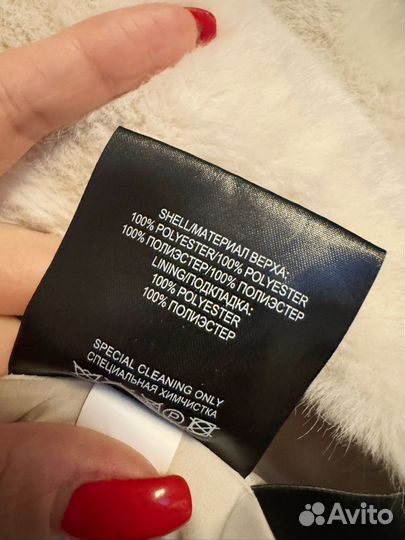 SHELL/МАТЕРИАЛ ВЕРХА:
100% POLYESTER/100% POLYESTER
100% ПОЛИЭСТЕР/100% ПОЛИЭСТЕР
LINING/ПОДКЛАДКА:
100% POLYESTER
100% ПОЛИЭСТЕР
SPECIAL CLEANING ONLY
СПЕЦИАЛЬНАЯ ХИМЧИСТКА
Avito